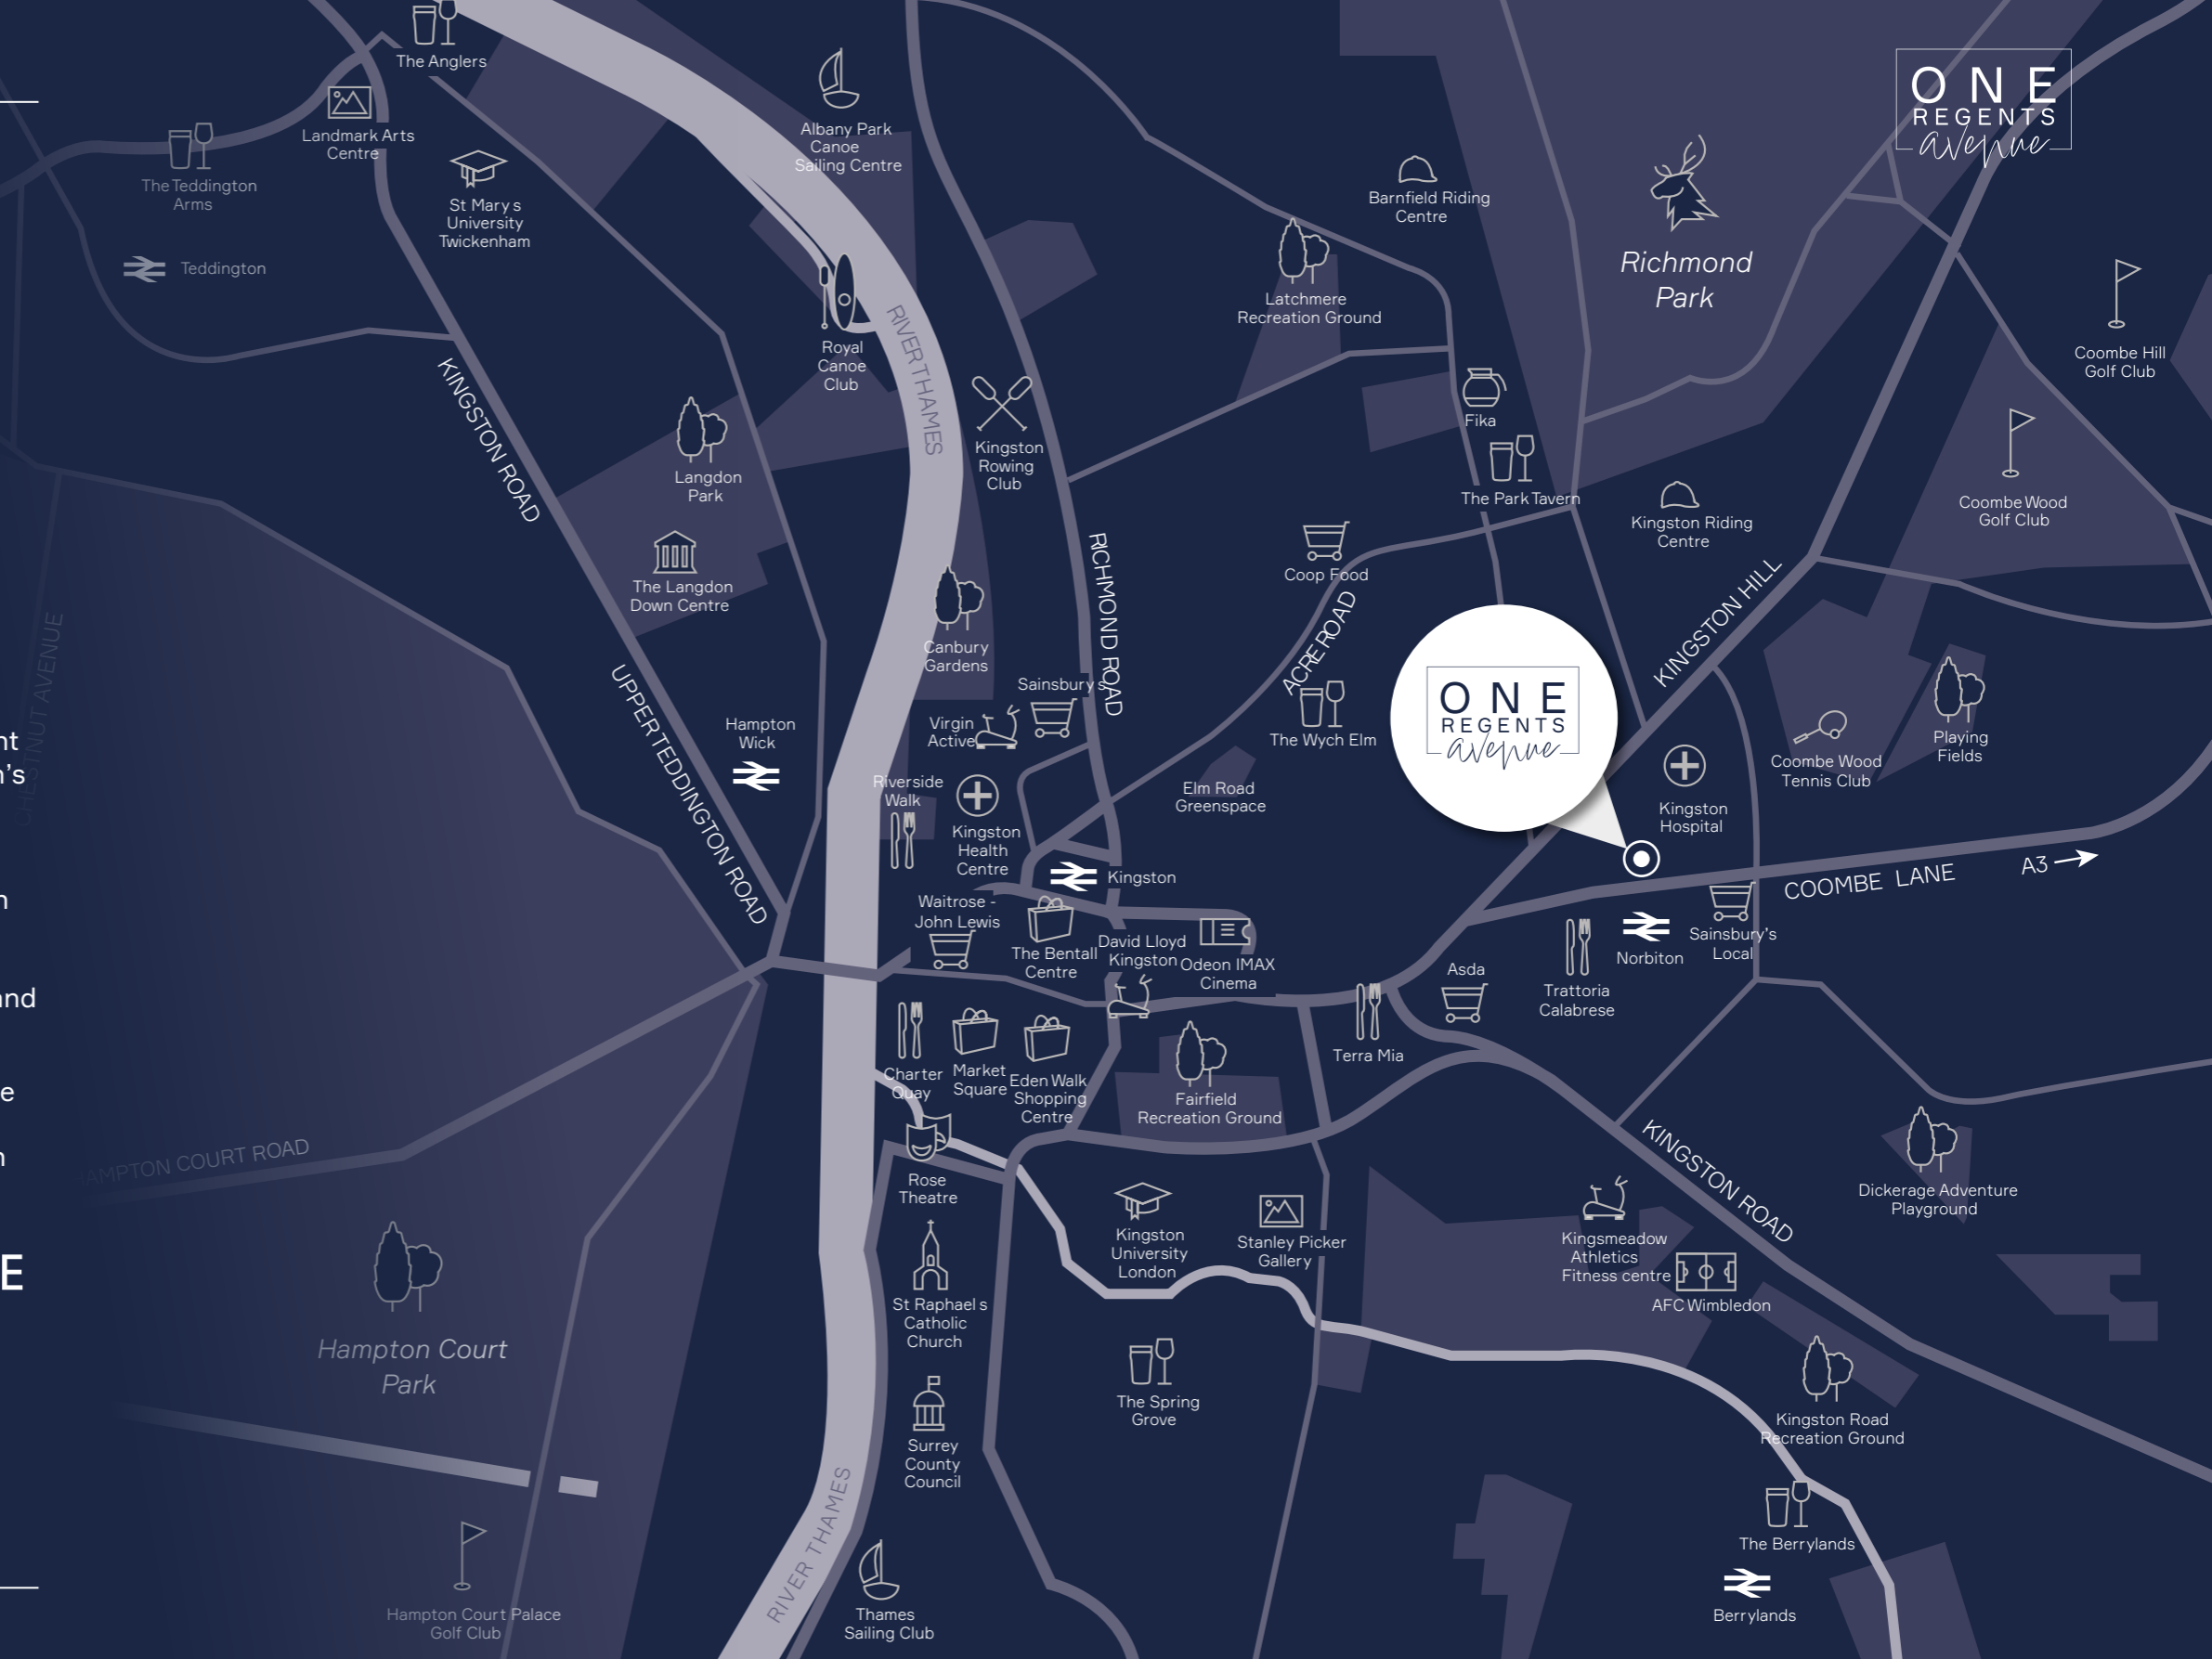 The Anglers
Landmark Arts
Centre
The Teddington
Arms
St Mary s
University
Twickenham
Teddington
Albany Park
Canoe
Sailing Centre
Royal
Canoe
Club
RIVER THAMES
KINGSTON ROAD
Langdon
Park
The Langdon
Down Centre
Kingston
Rowing
Club
Canbury
Gardens
RICHMOND ROAD
Barnfield Riding
Centre
Latchmere
Recreation Ground
Richmond
Park
ONE
REGENTS
avenue
Coombe Hill
Golf Club
Coombe Wood
Golf Club
Fika
The Park Tavern
Kingston Riding
Centre
Coop Food
ACRE ROAD
The Wych Elm
Elm Road
Greenspace
KINGSTON HILL
ONE
REGENTS
avenue
Kingston
Hospital
Coombe Wood
Tennis Club
Playing
Fields
COOMBE LANE
A3
CHESTNUT AVENUE
UPPER TEDDINGTON ROAD
Hampton
Wick
Sainsbury s
Virgin
Active
Riverside
Walk
Kingston
Health
Centre
Kingston
Waitrose -
John Lewis
The Bentall
Centre
David Lloyd
Kingston
Odeon IMAX
Cinema
Asda
Trattoria
Calabrese
Norbiton
Sainsbury's
Local
Terra Mia
Charter
Quay
Market
Square
Eden Walk
Shopping
Centre
Fairfield
Recreation Ground
Rose
Theatre
Kingston
University
London
Stanley Picker
Gallery
KINGSTON ROAD
Dickerage Adventure
Playground
Kingsmeadow
Athletics
Fitness centre
AFC Wimbledon
St Raphael s
Catholic
Church
Surrey
County
Council
The Spring
Grove
Kingston Road
Recreation Ground
The Berrylands
Berrylands
AMPTON COURT ROAD
Hampton Court
Park
Hampton Court Palace
Golf Club
RIVER THAMES
Thames
Sailing Club
nt
n's
n
and
e
n
E